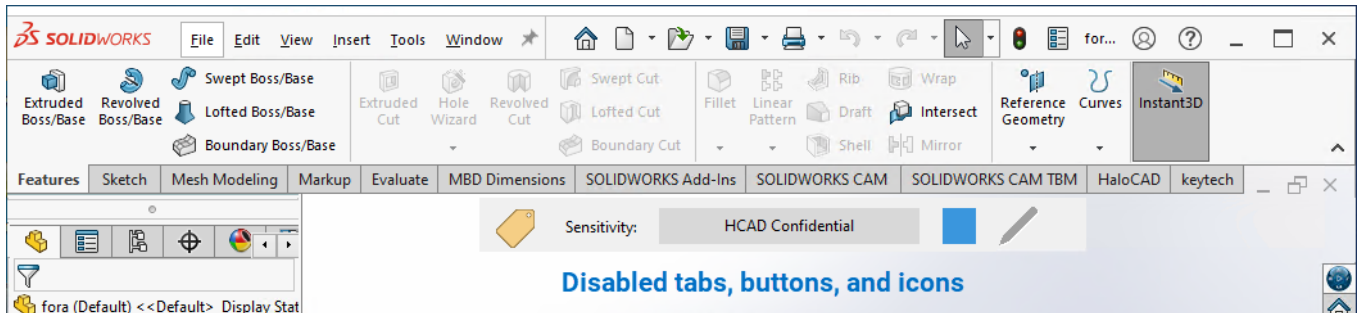 SOLIDWORKS File Edit View Insert Tools Window for... ?
Extruded Boss/Base
Revolved Boss/Base
Swept Boss/Base
Lofted Boss/Base
Boundary Boss/Base
Extruded Cut
Hole Wizard
Revolved Cut
Swept Cut
Lofted Cut
Boundary Cut
Fillet
Linear Pattern
Rib
Draft
Shell
Wrap
Intersect
Mirror
Reference Geometry
Curves
Instant3D
Features Sketch Mesh Modeling Markup Evaluate MBD Dimensions SOLIDWORKS Add-Ins SOLIDWORKS CAM SOLIDWORKS CAM TBM HaloCAD keytech
Sensitivity: HCAD Confidential
Disabled tabs, buttons, and icons
fora (Default) <<Default> Display Stat